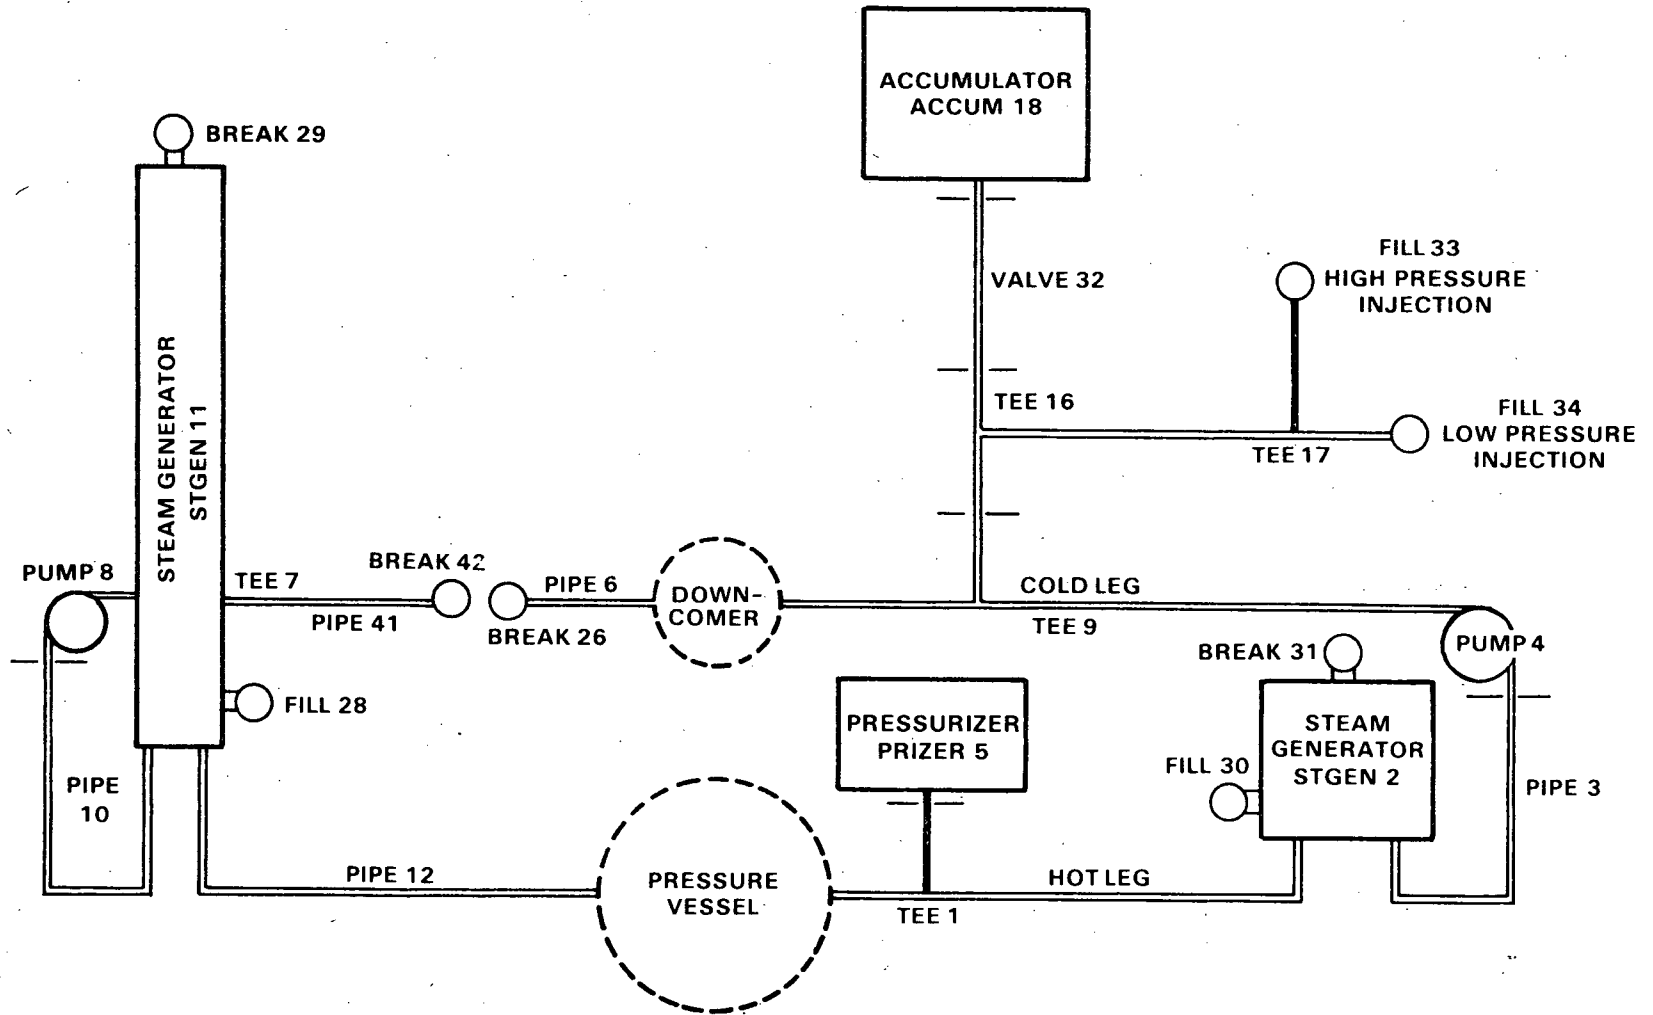 ACCUMULATOR
ACCUM 18
BREAK 29
FILL 33
HIGH PRESSURE
INJECTION
VALVE 32
TEE 16
FILL 34
LOW PRESSURE
INJECTION
TEE 17
STEAM GENERATOR
STGEN 11
PUMP 8
TEE 7
BREAK 42
PIPE 41
PIPE 6
BREAK 26
DOWN-
COMER
COLD LEG
TEE 9
BREAK 31
PUMP 4
FILL 28
PRESSURIZER
PRIZER 5
STEAM
GENERATOR
STGEN 2
FILL 30
PIPE 3
PIPE
10
PIPE 12
PRESSURE
VESSEL
HOT LEG
TEE 1